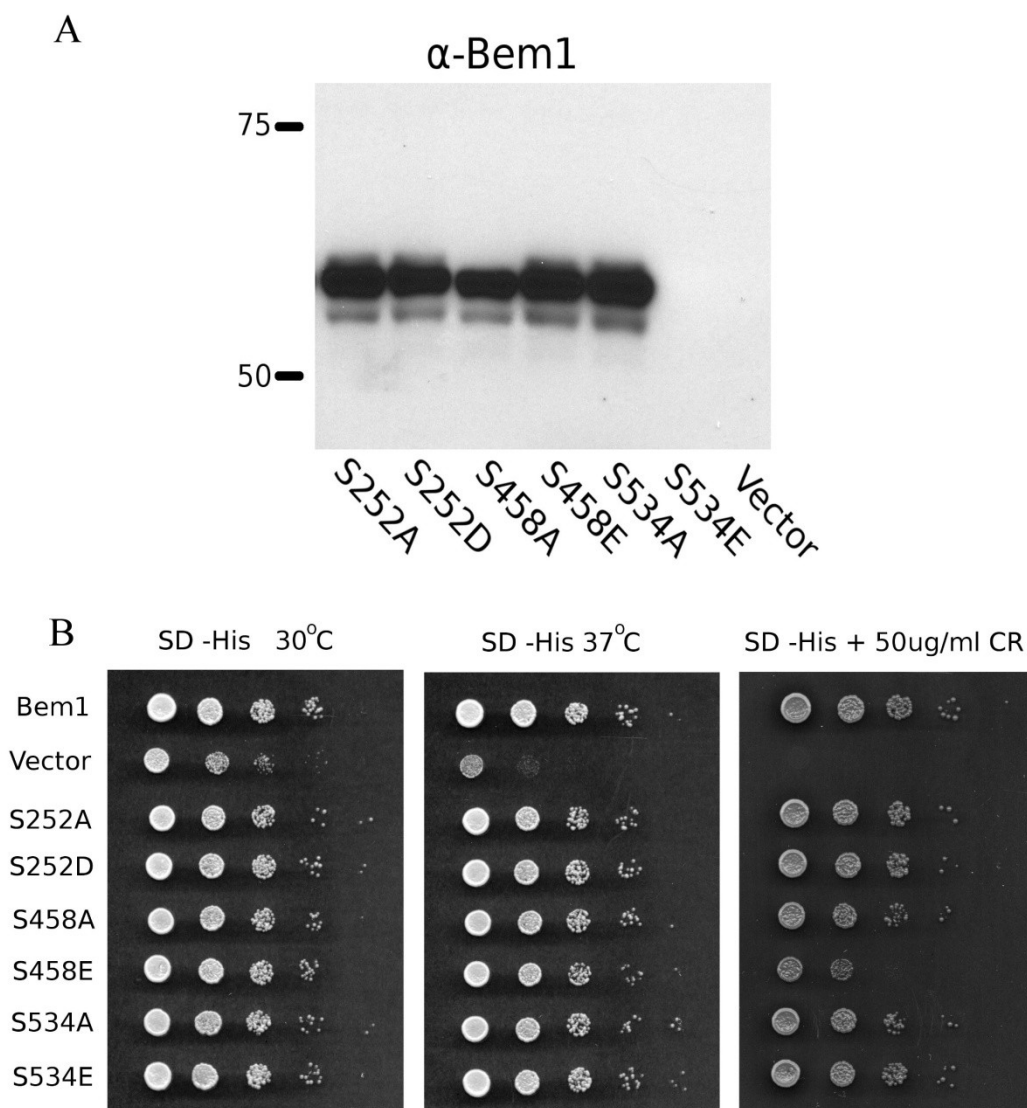 A
α-Bem1
75
50
S252A S252D S458A S458E S534A S534E Vector
B
SD -His 30°C SD -His 37°C SD -His + 50ug/ml CR
Bem1
Vector
S252A
S252D
S458A
S458E
S534A
S534E